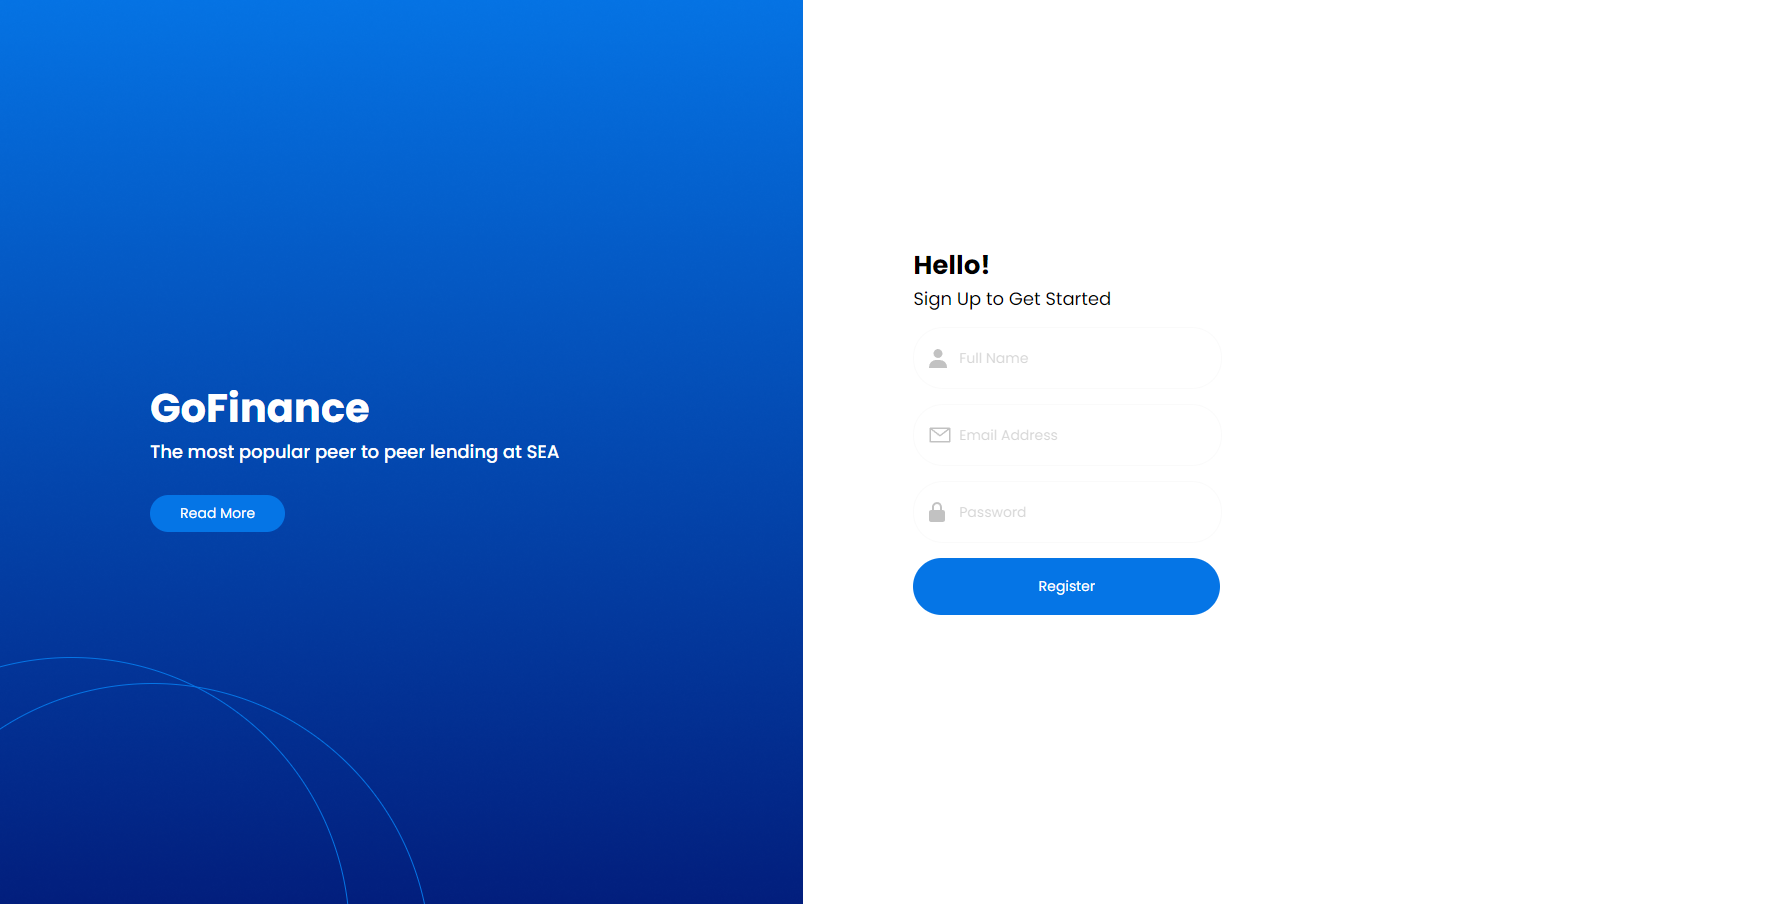 GoFinance
The most popular peer to peer lending at SEA
Read More
Hello!
Sign Up to Get Started
Full Name
Email Address
Password
Register